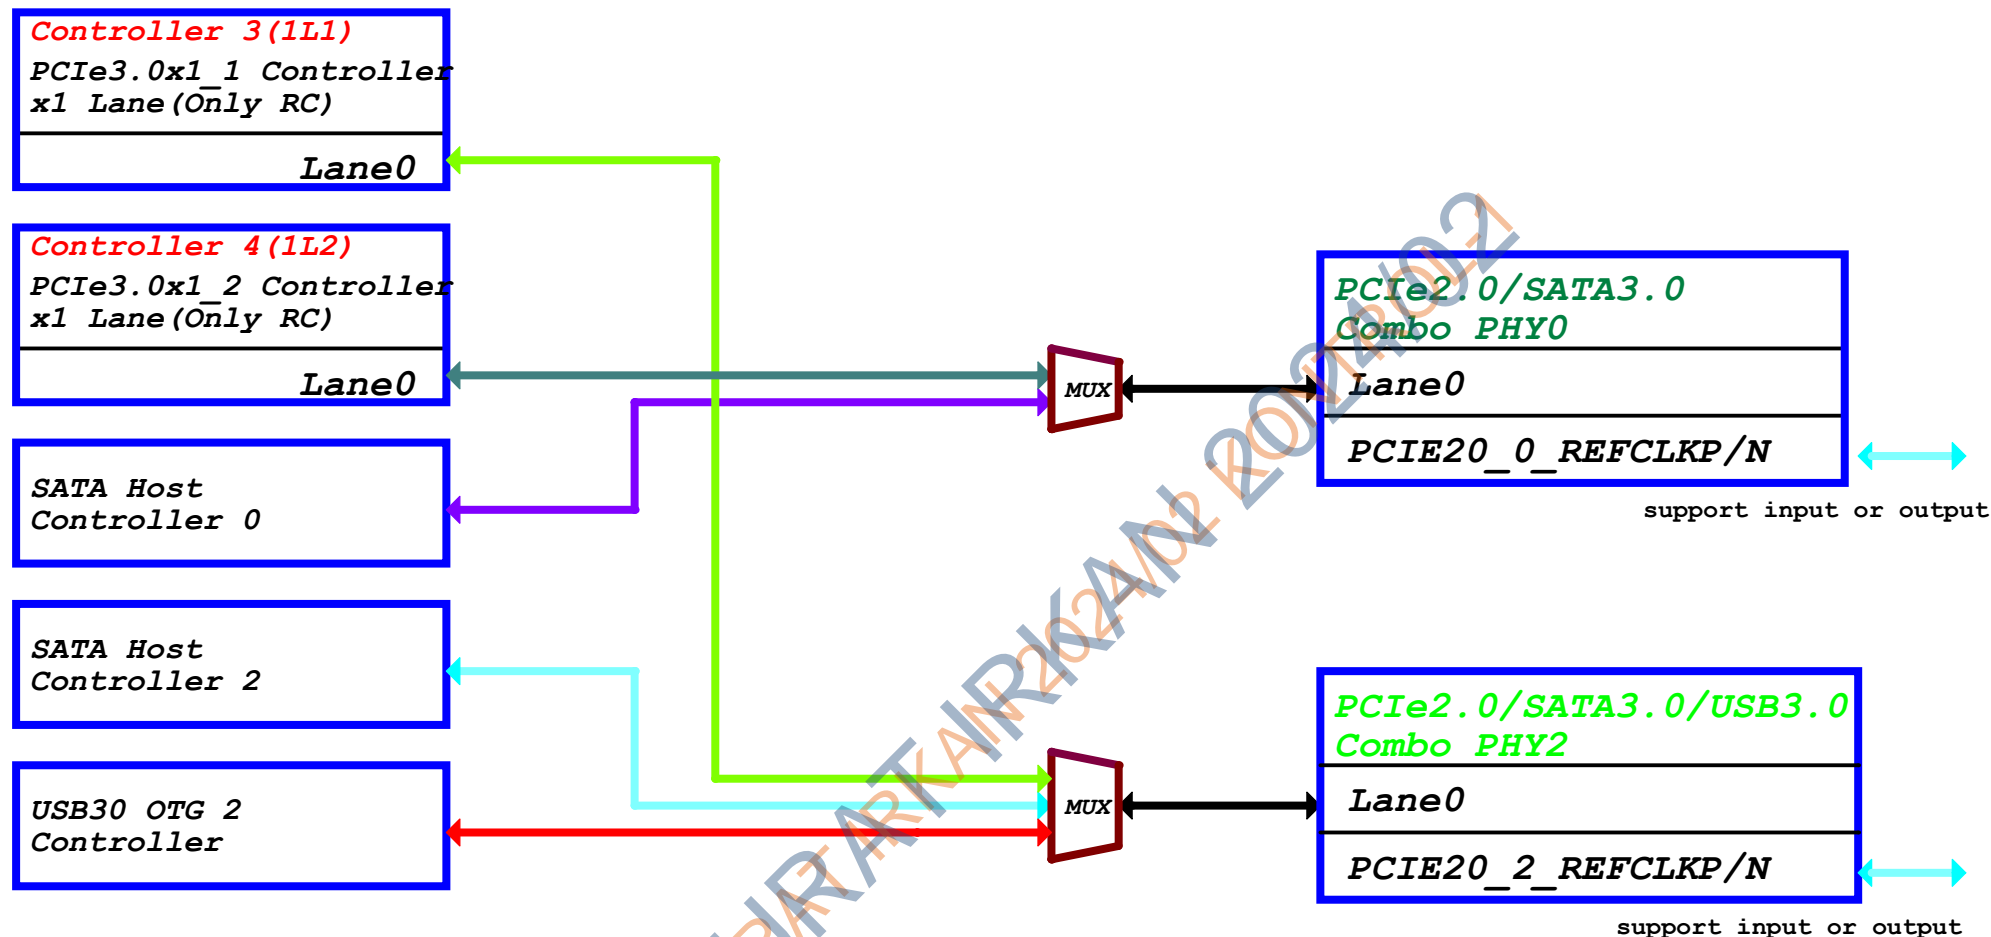 Controller 3(1L1)
PCIe3.0x1_1 Controller
x1 Lane(Only RC)
Lane0
Controller 4(1L2)
PCIe3.0x1_2 Controller
x1 Lane(Only RC)
Lane0
SATA Host
Controller 0
SATA Host
Controller 2
USB30 OTG 2
Controller
MUX
MUX
PCIe2.0/SATA3.0
Combo PHY0
Lane0
PCIE20_0_REFCLKP/N
support input or output
PCIe2.0/SATA3.0/USB3.0
Combo PHY2
Lane0
PCIE20_2_REFCLKP/N
support input or output